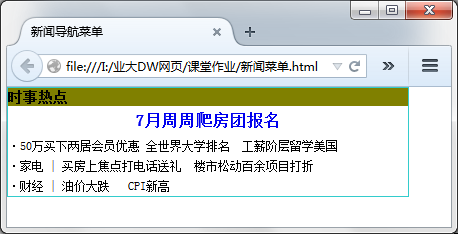 新闻导航菜单
file:///I:/业大DW网页/课堂作业/新闻菜单.html
时事热点
7月周周爬房团报名
·50万买下两居会员优惠 全世界大学排名 工薪阶层留学美国
·家电 | 买房上焦点打电话送礼 楼市松动百余项目打折
·财经 | 油价大跌 CPI新高